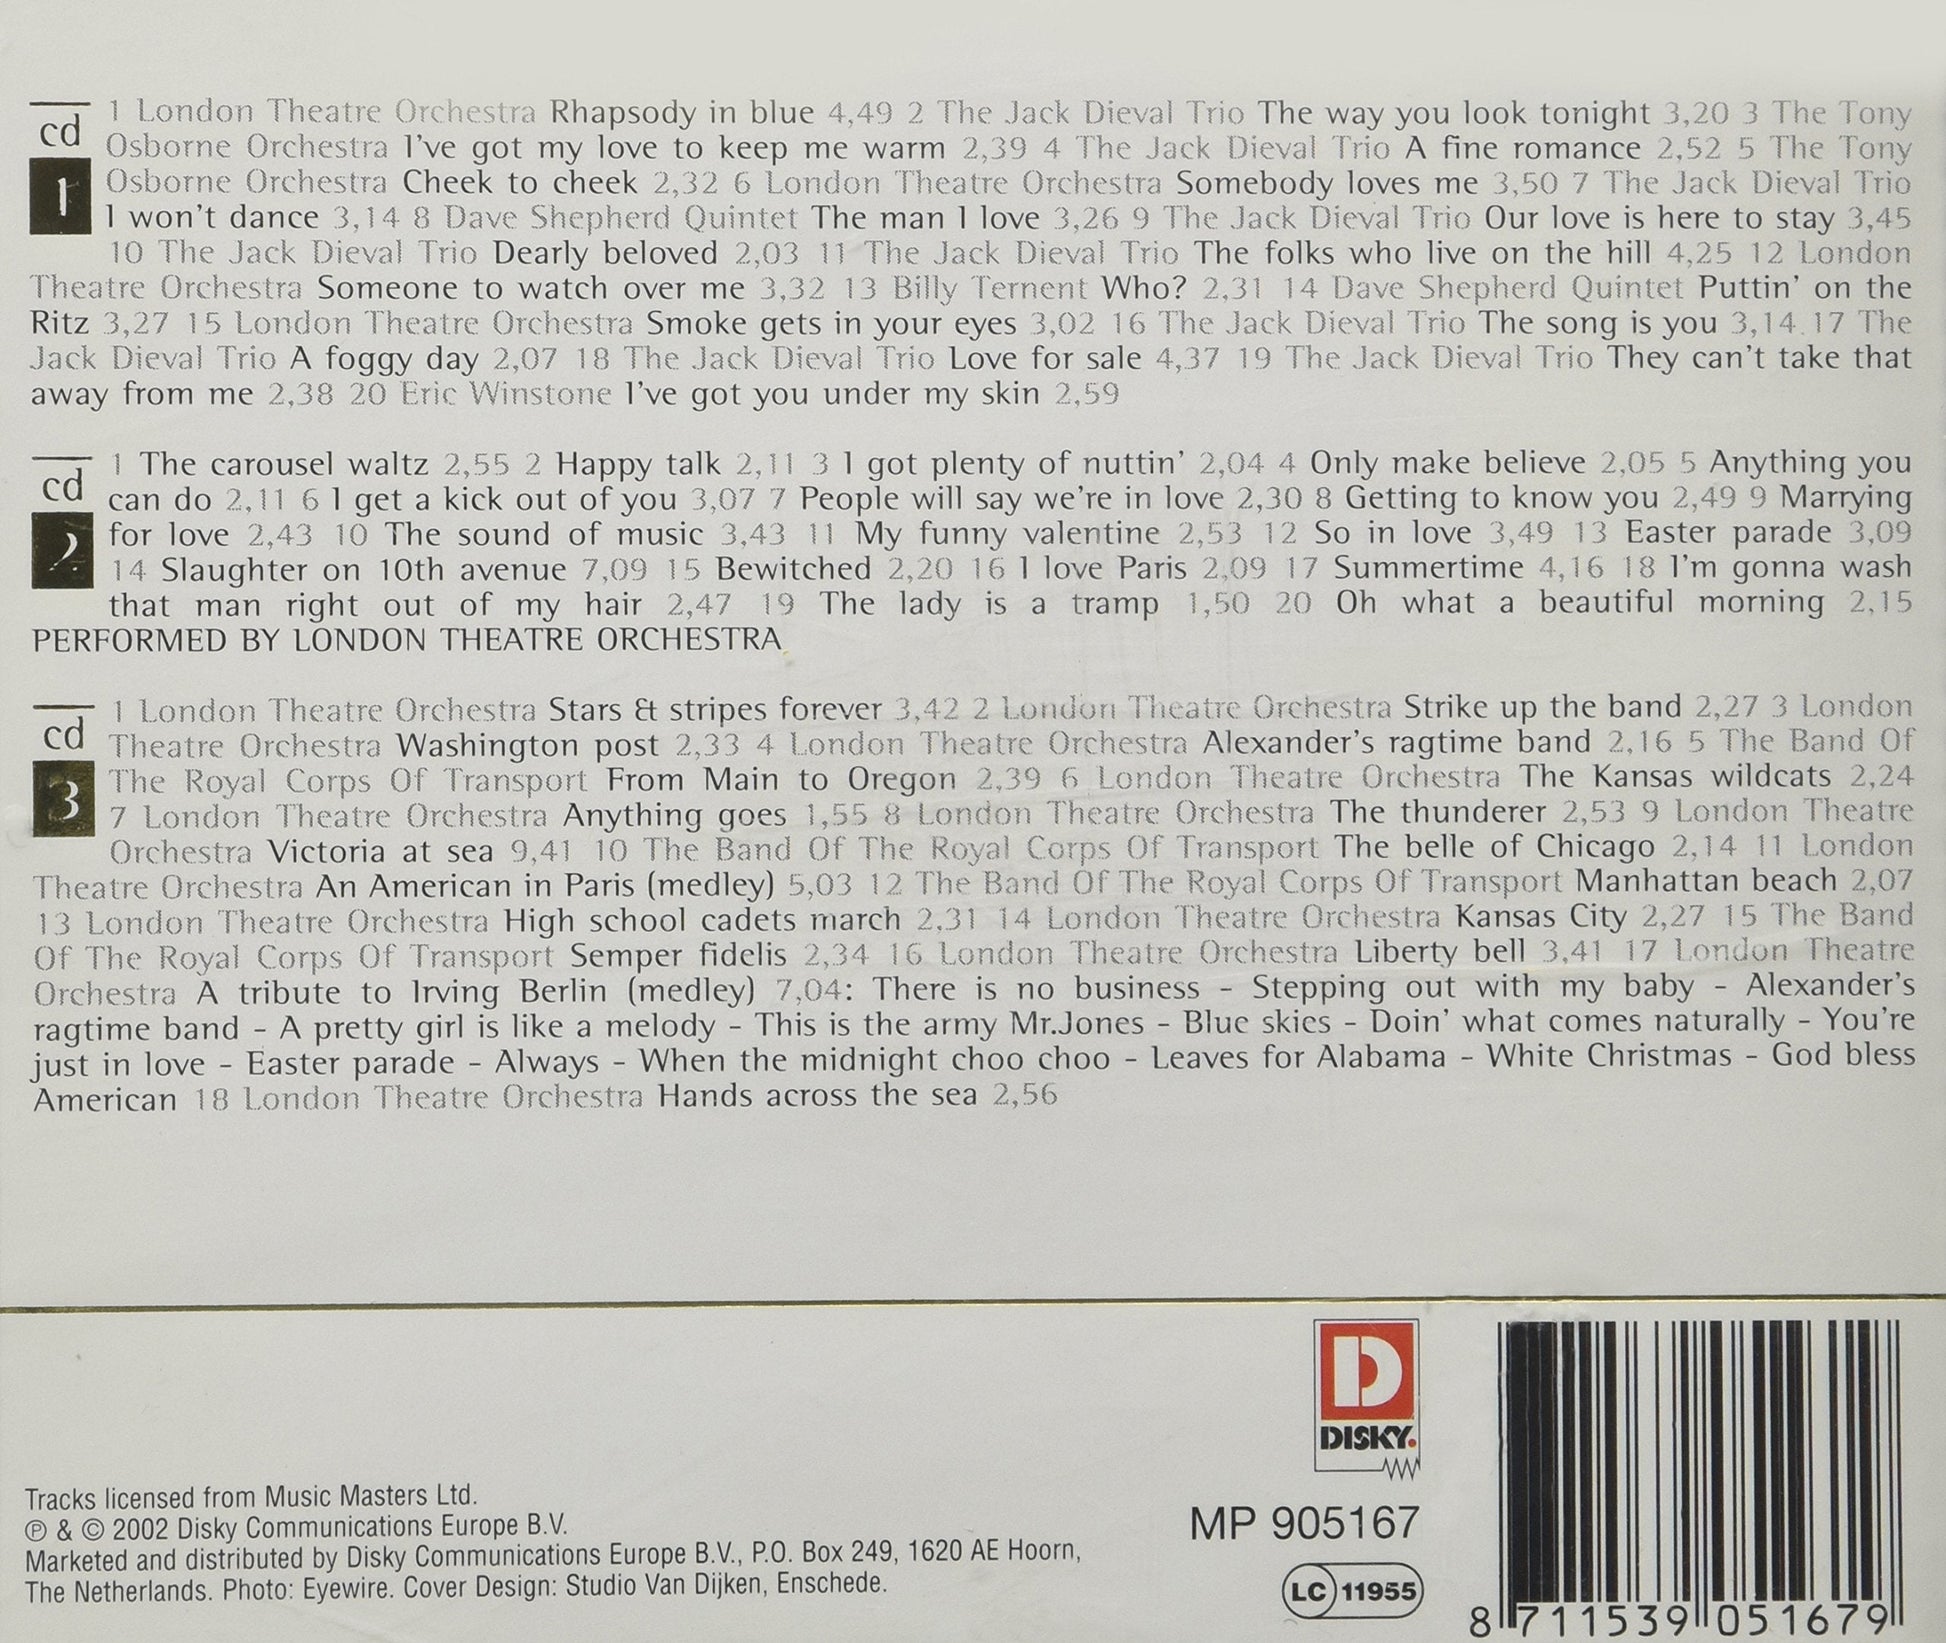 cd
1
1 London Theatre Orchestra Rhapsody in blue 4,49 2 The Jack Dieval Trio The way you look tonight 3,20 3 The Tony
Osborne Orchestra I've got my love to keep me warm 2,39 4 The Jack Dieval Trio A fine romance 2,52 5 The Tony
Osborne Orchestra Cheek to cheek 2,32 6 London Theatre Orchestra Somebody loves me 3,50 7 The Jack Dieval Trio
I won't dance 3,14 8 Dave Shepherd Quintet The man I love 3,26 9 The Jack Dieval Trio Our love is here to stay 3,45
10 The Jack Dieval Trio Dearly beloved 2,03 11 The Jack Dieval Trio The folks who live on the hill 4,25 12 London
Theatre Orchestra Someone to watch over me 3,32 13 Billy Ternent Who? 2,31 14 Dave Shepherd Quintet Puttin' on the
Ritz 3,27 15 London Theatre Orchestra Smoke gets in your eyes 3,02 16 The Jack Dieval Trio The song is you 3,14 17 The
Jack Dieval Trio A foggy day 2,07 18 The Jack Dieval Trio Love for sale 4,37 19 The Jack Dieval Trio They can't take that
away from me 2,38 20 Eric Winstone I've got you under my skin 2,59
cd
2
1 The carousel waltz 2,55 2 Happy talk 2,11 3 I got plenty of nuttin' 2,04 4 Only make believe 2,05 5 Anything you
can do 2,11 6 I get a kick out of you 3,07 7 People will say we're in love 2,30 8 Getting to know you 2,49 9 Marrying
for love 2,43 10 The sound of music 3,43 11 My funny valentine 2,53 12 So in love 3,49 13 Easter parade 3,09
14 Slaughter on 10th avenue 7,09 15 Bewitched 2,20 16 I love Paris 2,09 17 Summertime 4,16 18 I'm gonna wash
that man right out of my hair 2,47 19 The lady is a tramp 1,50 20 Oh what a beautiful morning 2,15
PERFORMED BY LONDON THEATRE ORCHESTRA
cd
3
1 London Theatre Orchestra Stars & stripes forever 3,42 2 London Theatre Orchestra Strike up the band 2,27 3 London
Theatre Orchestra Washington post 2,33 4 London Theatre Orchestra Alexander's ragtime band 2,16 5 The Band Of
The Royal Corps Of Transport From Main to Oregon 2,39 6 London Theatre Orchestra The Kansas wildcats 2,24
7 London Theatre Orchestra Anything goes 1,55 8 London Theatre Orchestra The thunderer 2,53 9 London Theatre
Orchestra Victoria at sea 9,41 10 The Band Of The Royal Corps Of Transport The belle of Chicago 2,14 11 London
Theatre Orchestra An American in Paris (medley) 5,03 12 The Band Of The Royal Corps Of Transport Manhattan beach 2,07
13 London Theatre Orchestra High school cadets march 2,31 14 London Theatre Orchestra Kansas City 2,27 15 The Band
Of The Royal Corps Of Transport Semper fidelis 2,34 16 London Theatre Orchestra Liberty bell 3,41 17 London Theatre
Orchestra A tribute to Irving Berlin (medley) 7,04: There is no business - Stepping out with my baby - Alexander's
ragtime band - A pretty girl is like a melody - This is the army Mr.Jones - Blue skies - Doin' what comes naturally - You're
just in love - Easter parade - Always - When the midnight choo choo - Leaves for Alabama - White Christmas - God bless
American 18 London Theatre Orchestra Hands across the sea 2,56
D
DISKY.
Tracks licensed from Music Masters Ltd.
℗ & © 2002 Disky Communications Europe B.V.
Marketed and distributed by Disky Communications Europe B.V., P.O. Box 249, 1620 AE Hoorn,
The Netherlands. Photo: Eyewire. Cover Design: Studio Van Dijken, Enschede.
MP 905167
LC 11955
8 711539 051679